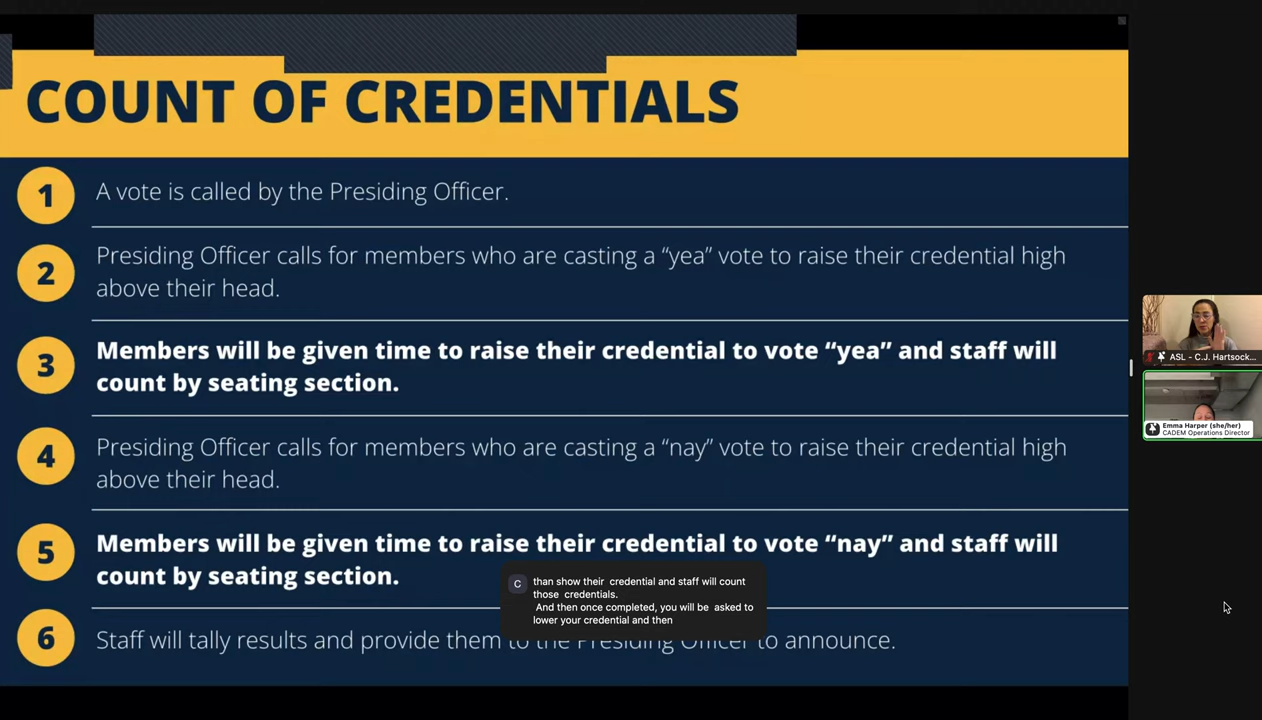 COUNT OF CREDENTIALS
1
A vote is called by the Presiding Officer.
2
Presiding Officer calls for members who are casting a “yea” vote to raise their credential high
above their head.
3
Members will be given time to raise their credential to vote “yea” and staff will
count by seating section.
4
Presiding Officer calls for members who are casting a “nay” vote to raise their credential high
above their head.
5
Members will be given time to raise their credential to vote “nay” and staff will
count by seating section.
6
Staff will tally results and provide them to the Presiding Officer to announce.
C
than show their credential and staff will count
those credentials.
And then once completed, you will be asked to
lower your credential and then
ASL - C.J. Hartsock...
Emma Harper (she/her)
CADEM Operations Director